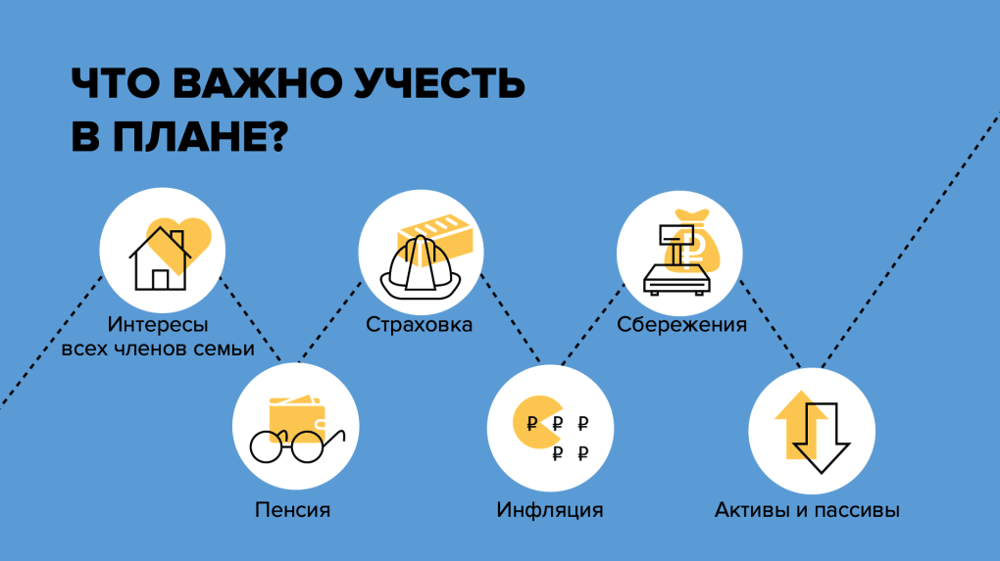 ЧТО ВАЖНО УЧЕСТЬ
В ПЛАНЕ?
Интересы
всех членов семьи
Пенсия
Страховка
₽ ₽ ₽
₽ ₽
Инфляция
₽
Сбережения
Активы и пассивы